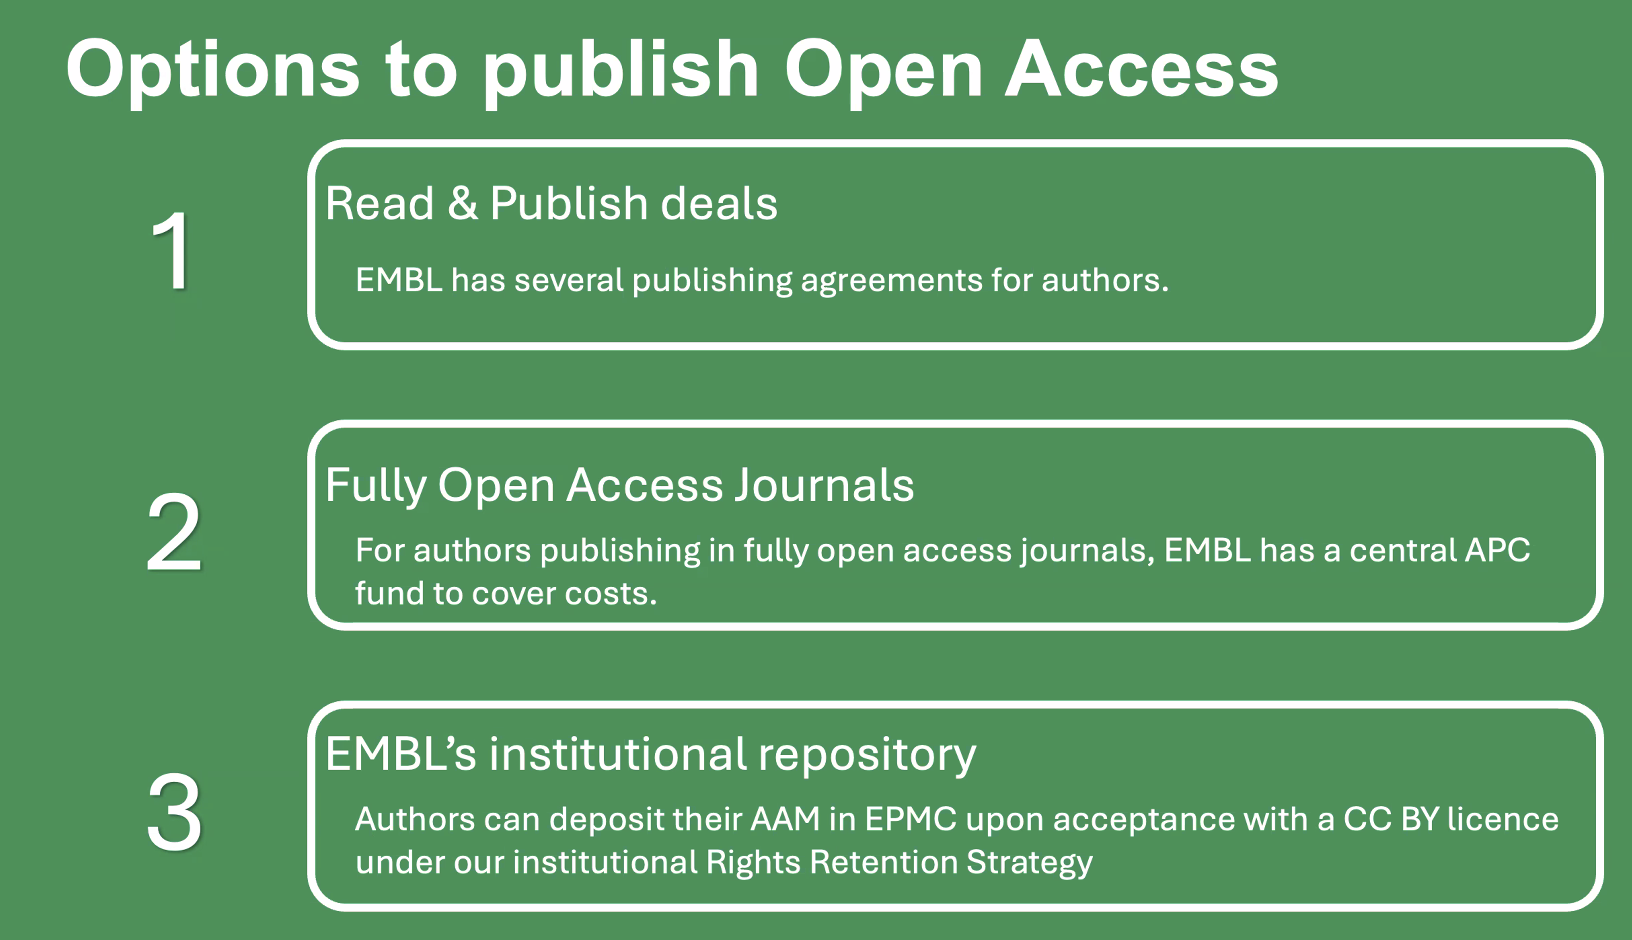 Options to publish Open Access
1
Read & Publish deals
EMBL has several publishing agreements for authors.
2
Fully Open Access Journals
For authors publishing in fully open access journals, EMBL has a central APC
fund to cover costs.
3
EMBL’s institutional repository
Authors can deposit their AAM in EPMC upon acceptance with a CC BY licence
under our institutional Rights Retention Strategy